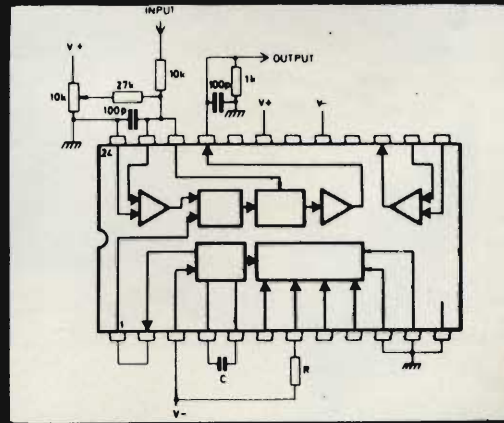 INPUT
V+
OUTPUT
10k
27k
1k
10k
100p
100p
V+
V-
24
1
C
R
V-